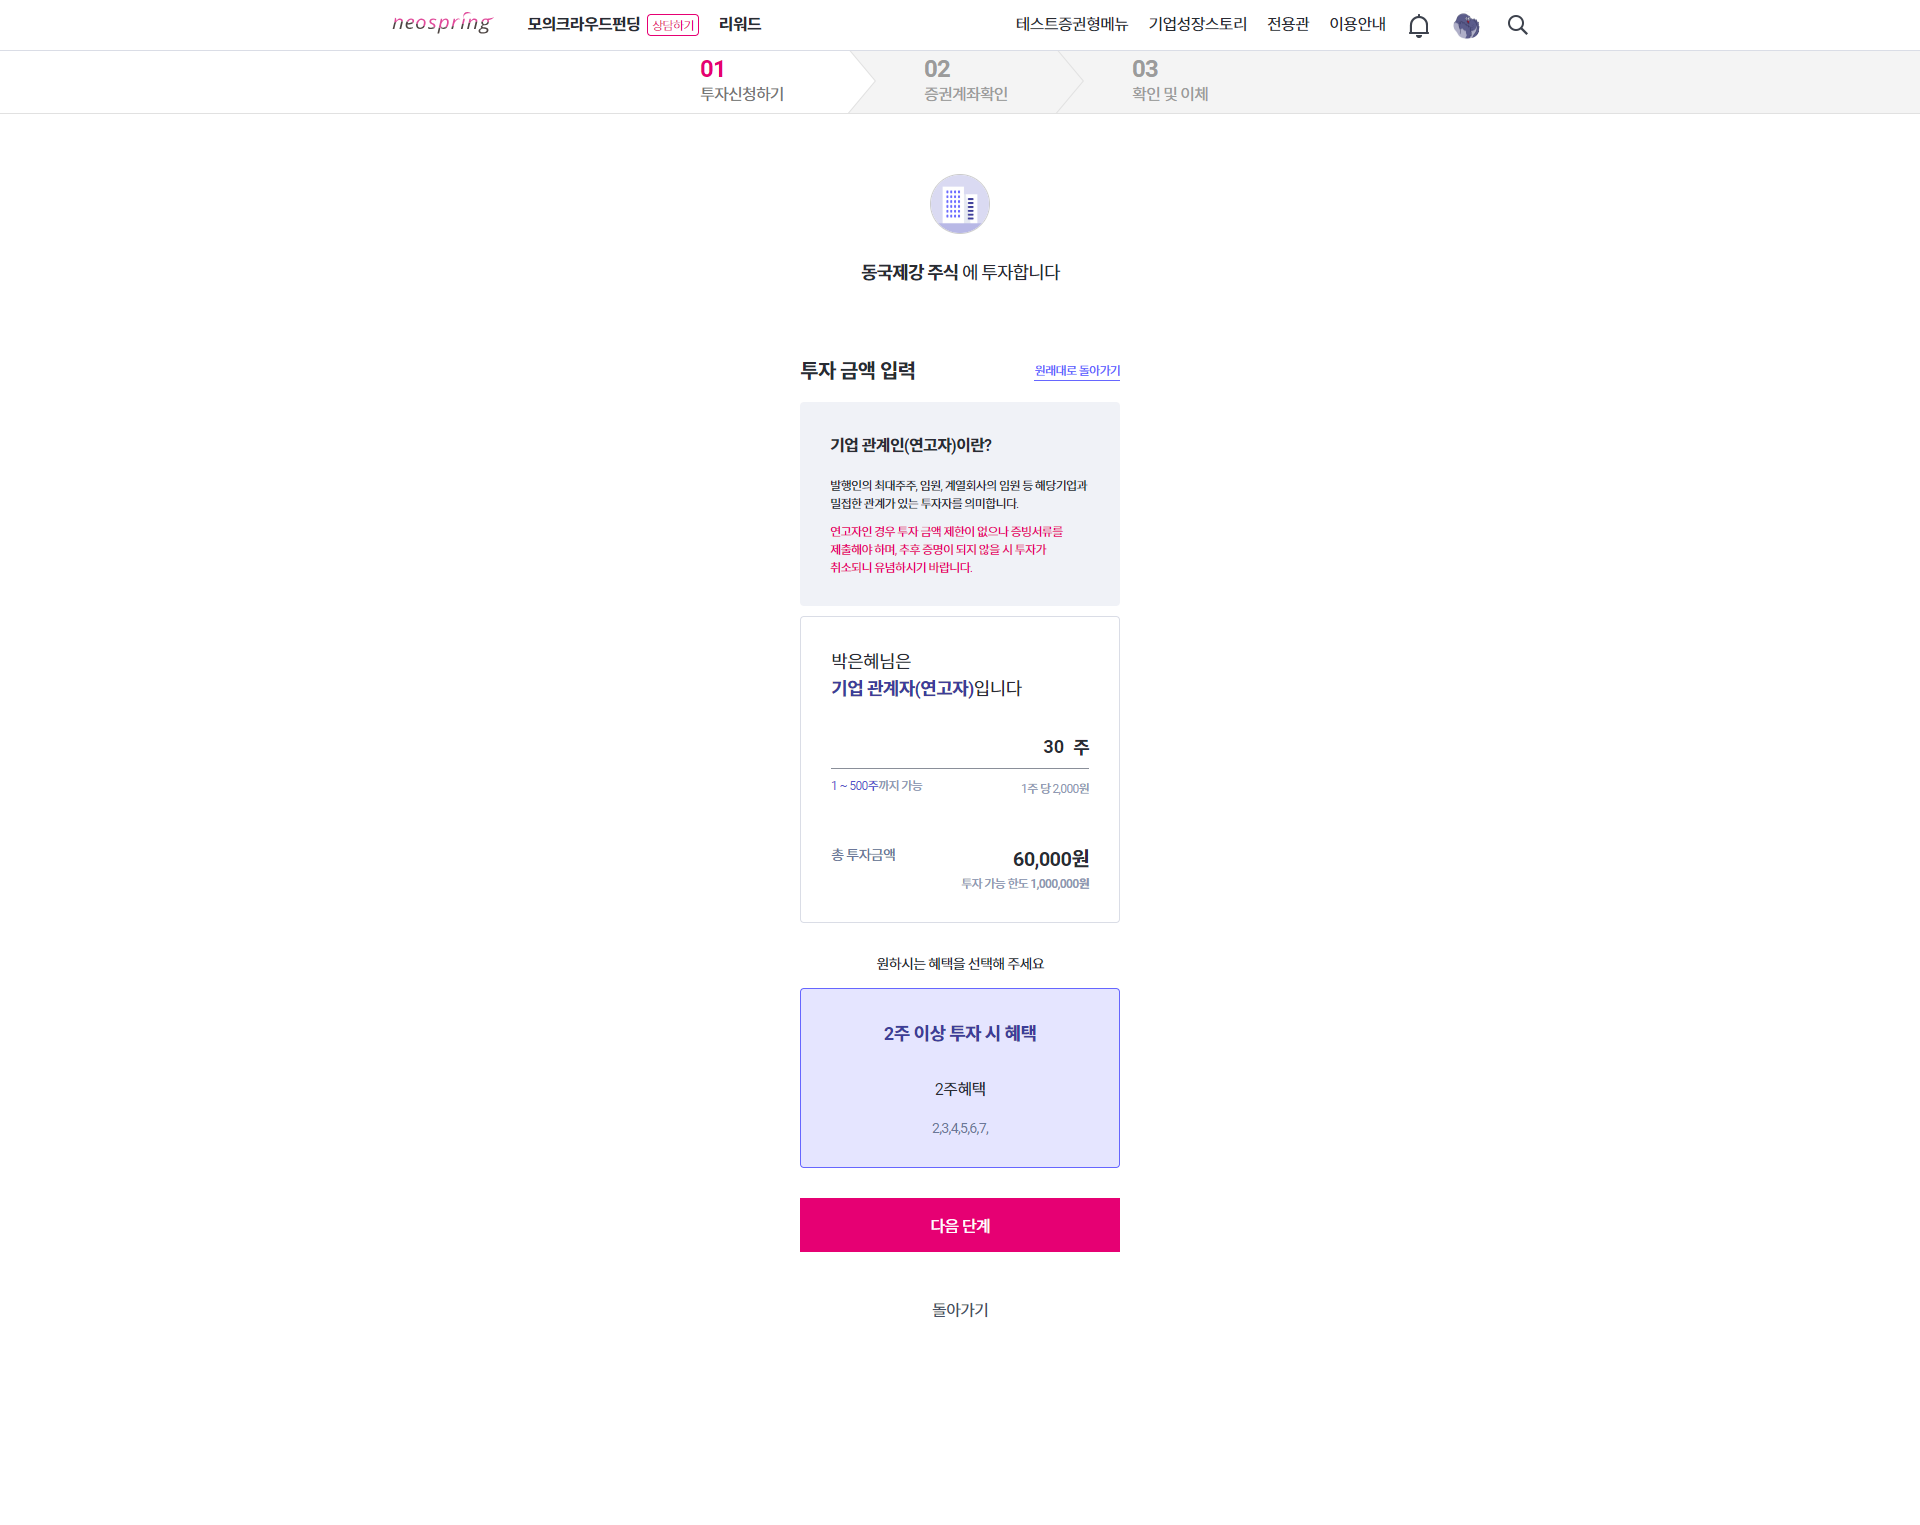 neospring 모의크라우드펀딩 상담하기 리워드 테스트증권형메뉴 기업성장스토리 전용관 이용안내
01 투자신청하기
02 증권계좌확인
03 확인 및 이체
동국제강 주식 에 투자합니다
투자 금액 입력 원래대로 돌아가기
기업 관계인(연고자)이란?
발행인의 최대주주, 임원, 계열회사의 임원 등 해당기업과
밀접한 관계가 있는 투자자를 의미합니다.
연고자인 경우 투자 금액 제한이 없으나 증빙서류를
제출해야 하며, 추후 증명이 되지 않을 시 투자가
취소되니 유념하시기 바랍니다.
박은혜님은
기업 관계자(연고자)입니다
30 주
1 ~ 500주까지 가능 1주 당 2,000원
총 투자금액 60,000원
투자 가능 한도 1,000,000원
원하시는 혜택을 선택해 주세요
2주 이상 투자 시 혜택
2주혜택
2,3,4,5,6,7,
다음 단계
돌아가기